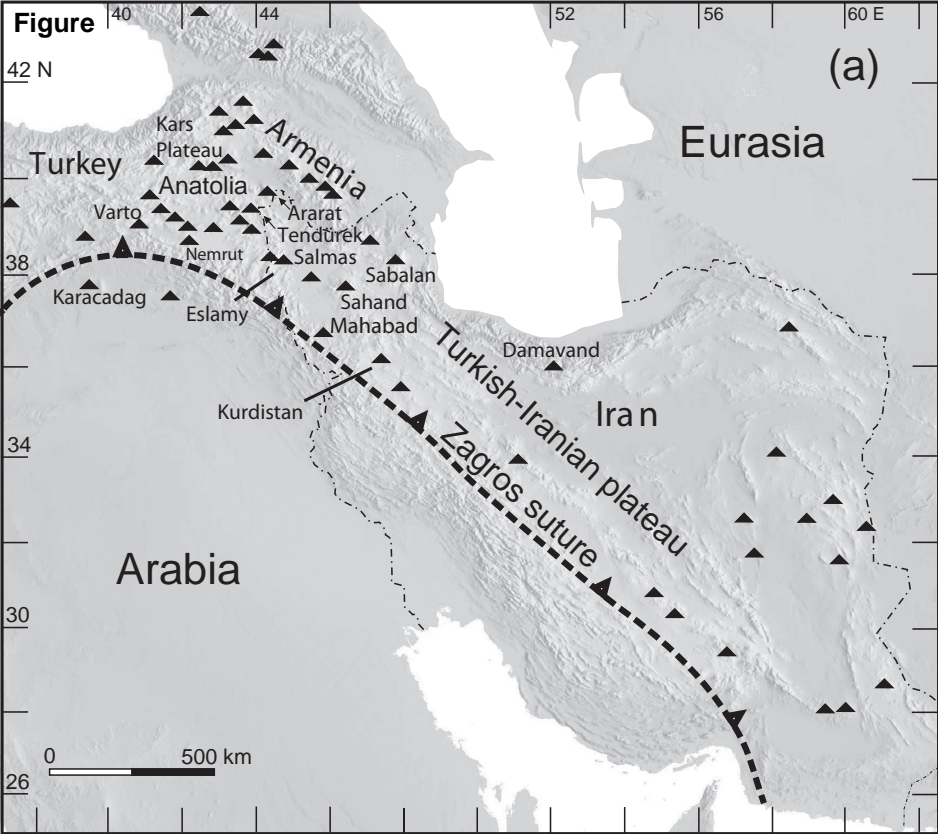 Figure
40
44
52
56
60 E
(a)
42 N
Eurasia
Kars
Plateau
Armenia
Turkey
Anatolia
Ararat
Varto
Tendurek
Nemrut
Salmas
38
Sabalan
Karacadag
Sahand
Eslamy
Mahabad
Damavand
Turkish-Iranian plateau
Kurdistan
Iran
Zagros suture
34
Arabia
30
0
500 km
26